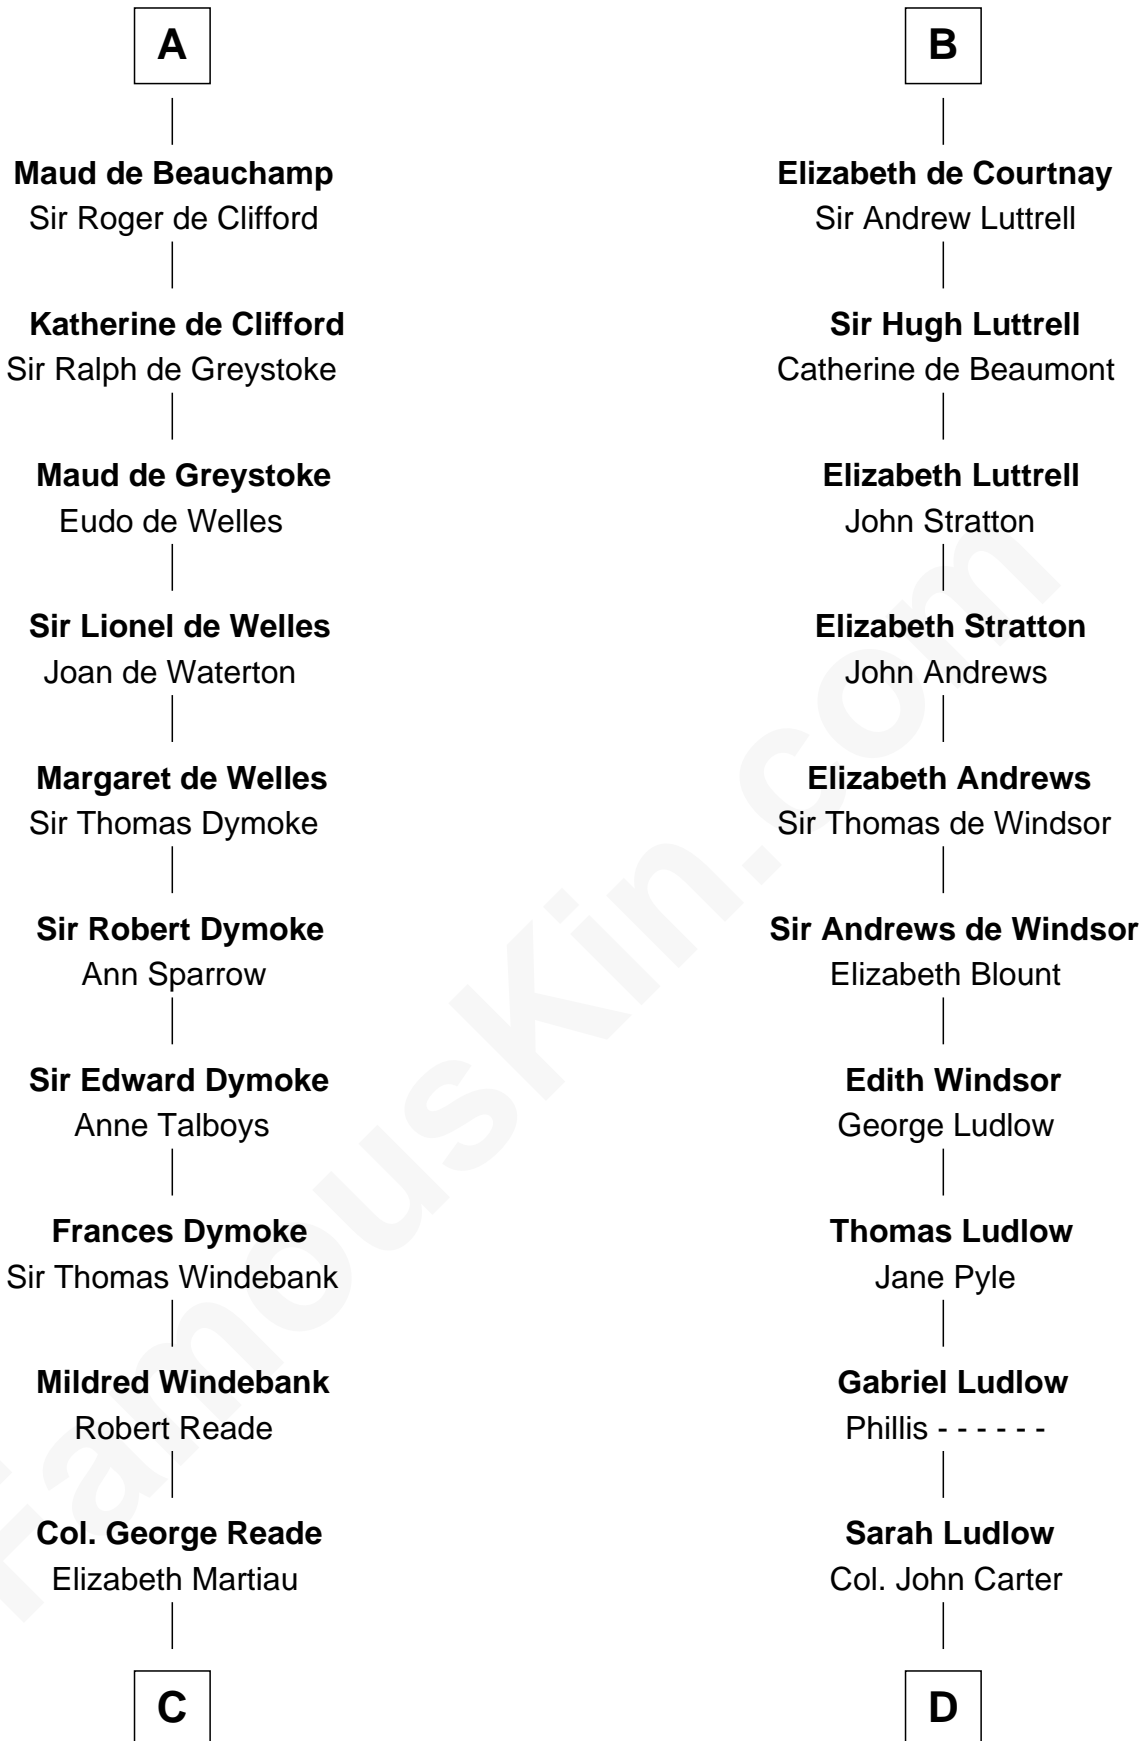 A
Maud de Beauchamp
Sir Roger de Clifford
Katherine de Clifford
Sir Ralph de Greystoke
Maud de Greystoke
Eudo de Welles
Sir Lionel de Welles
Joan de Waterton
Margaret de Welles
Sir Thomas Dymoke
Sir Robert Dymoke
Ann Sparrow
Sir Edward Dymoke
Anne Talboys
Frances Dymoke
Sir Thomas Windebank
Mildred Windebank
Robert Reade
Col. George Reade
Elizabeth Martiau
C
B
Elizabeth de Courtnay
Sir Andrew Luttrell
Sir Hugh Luttrell
Catherine de Beaumont
Elizabeth Luttrell
John Stratton
Elizabeth Stratton
John Andrews
Elizabeth Andrews
Sir Thomas de Windsor
Sir Andrews de Windsor
Elizabeth Blount
Edith Windsor
George Ludlow
Thomas Ludlow
Jane Pyle
Gabriel Ludlow
Phillis - - - - - -
Sarah Ludlow
Col. John Carter
D
FamousKin.com